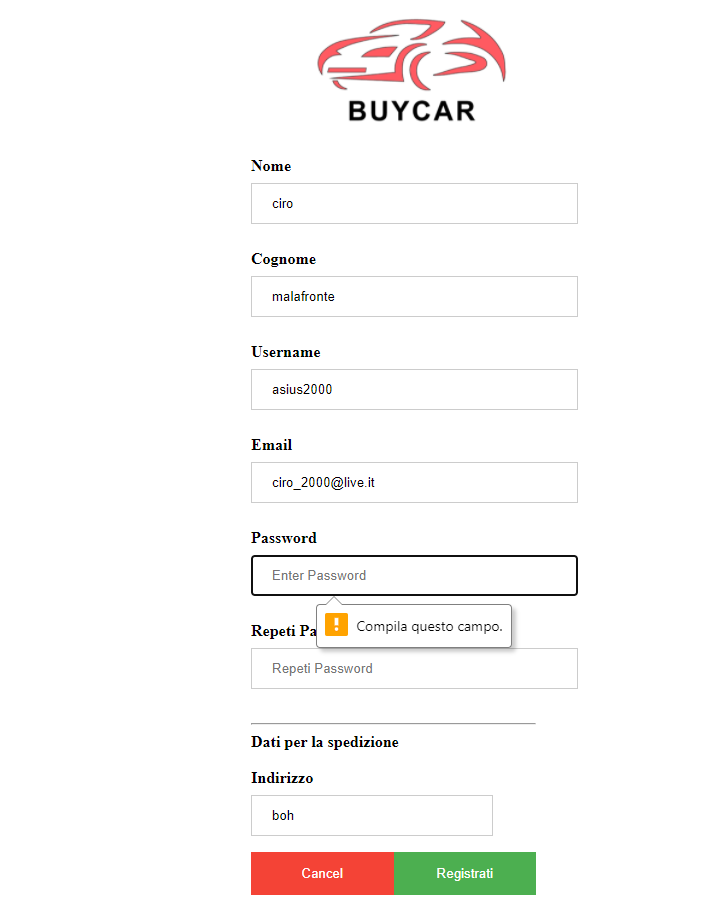 BUYCAR
Nome
ciro
Cognome
malafronte
Username
asius2000
Email
ciro_2000@live.it
Password
Enter Password
Compila questo campo.
Repeti Pa
Repeti Password
Dati per la spedizione
Indirizzo
boh
Cancel Registrati